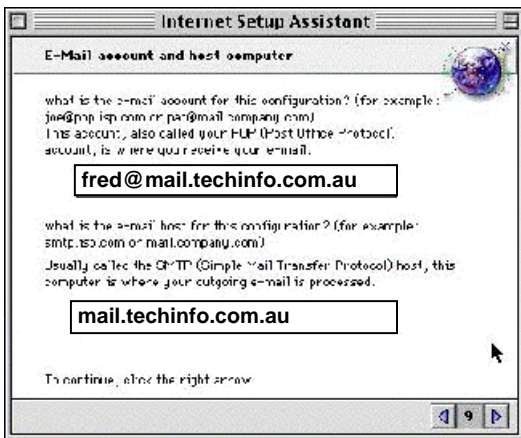 Internet Setup Assistant
E-Mail account and host computer
what is the e-mail account for this configuration? (for example:
joe@pop.isp.com or pat@mail.company.com)
This account, also called your POP (Post Office Protocol)
account, is where you receive your e-mail.
fred@mail.techinfo.com.au
what is the e-mail host for this configuration? (for example:
smtp.isp.com or mail.company.com)
Usually called the SMTP (Simple Mail Transfer Protocol) host, this
computer is where your outgoing e-mail is processed.
mail.techinfo.com.au
To continue, click the right arrow
9